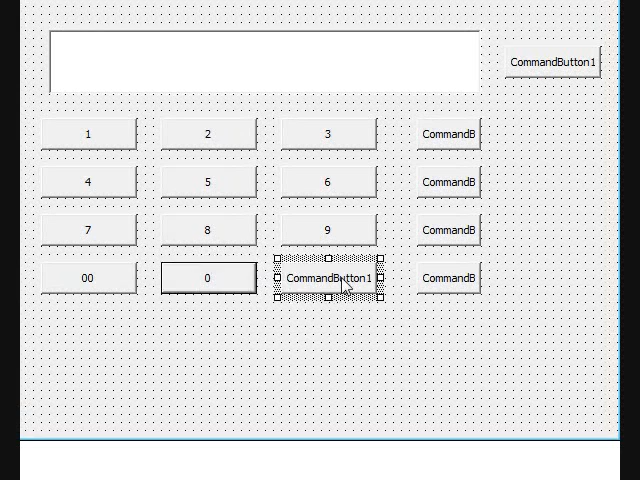 CommandButton1
1 2 3 CommandB
4 5 6 CommandB
7 8 9 CommandB
00 0 CommandButton1 CommandB